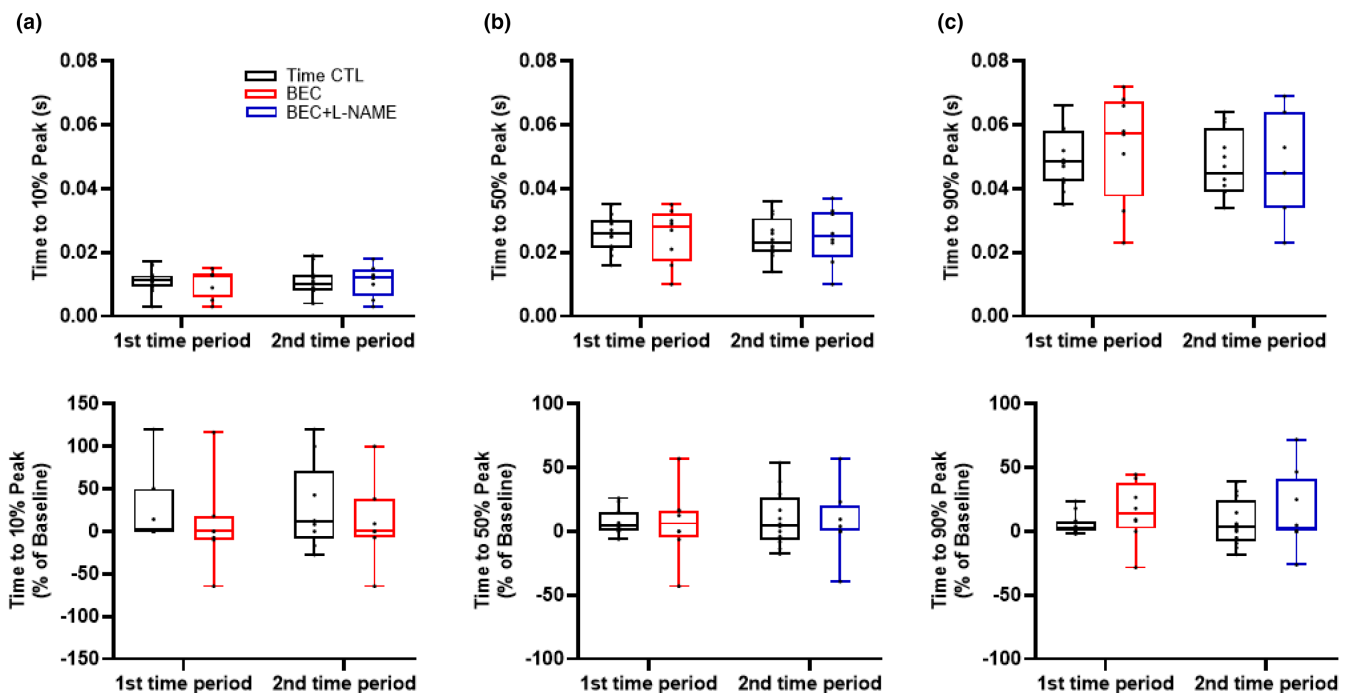 (a)
Time to 10% Peak (s)
0.08
0.06
0.04
0.02
0.00
Time CTL
BEC
BEC+L-NAME
1st time period
2nd time period
(b)
Time to 50% Peak (s)
0.08
0.06
0.04
0.02
0.00
1st time period
2nd time period
(c)
Time to 90% Peak (s)
0.08
0.06
0.04
0.02
0.00
1st time period
2nd time period
Time to 10% Peak
(% of Baseline)
150
100
50
0
-50
-100
-150
1st time period
2nd time period
Time to 50% Peak
(% of Baseline)
100
50
0
-50
-100
1st time period
2nd time period
Time to 90% Peak
(% of Baseline)
100
50
0
-50
-100
1st time period
2nd time period